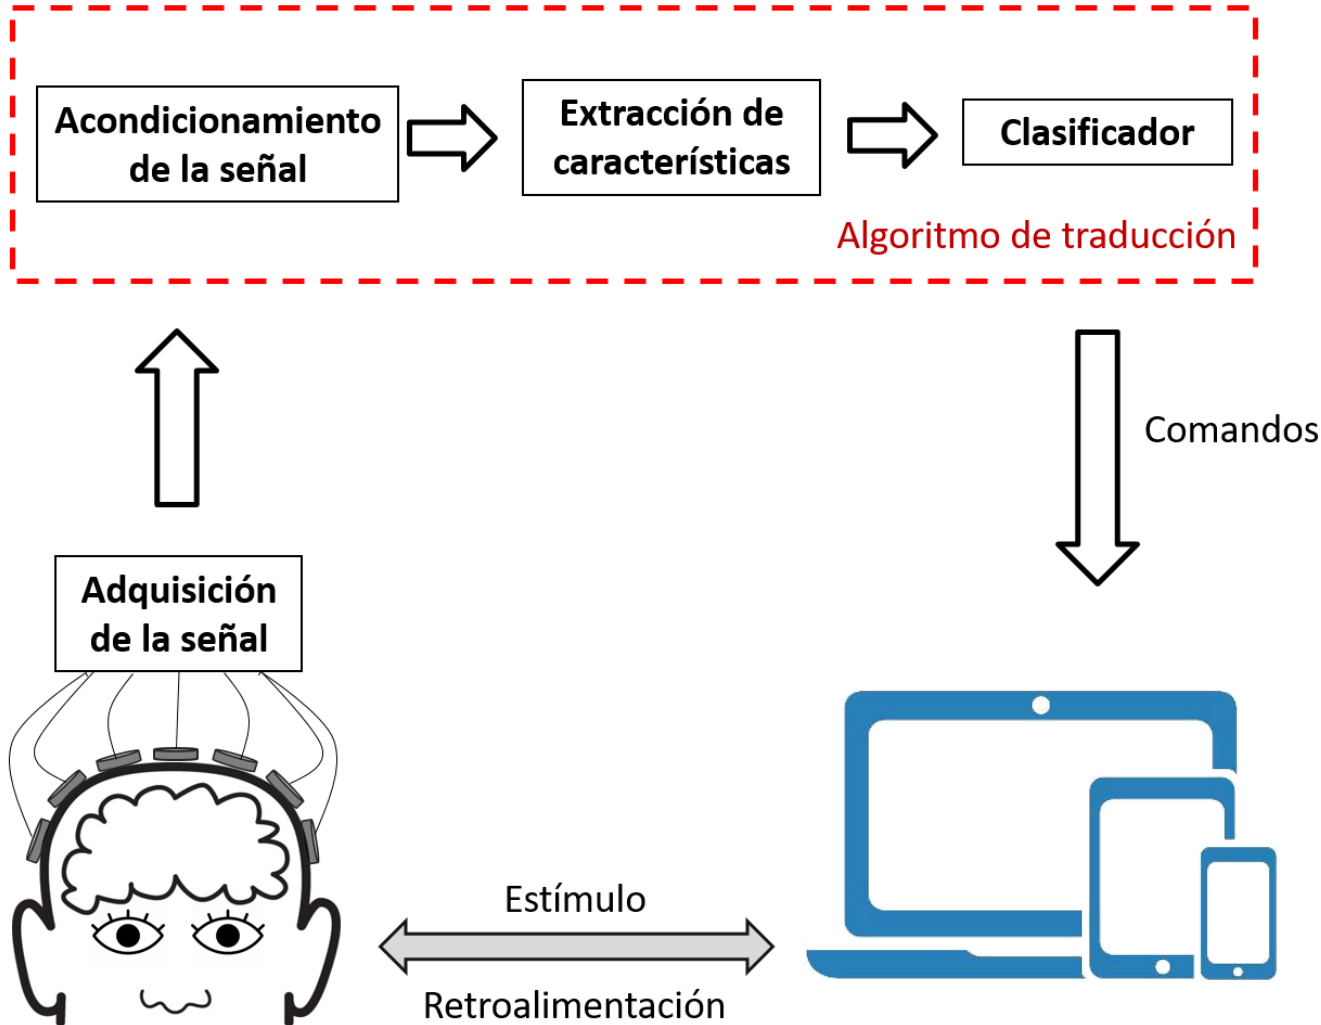 Acondicionamiento
de la señal
Extracción de
características
Clasificador
Algoritmo de traducción
Comandos
Adquisición
de la señal
Estímulo
Retroalimentación